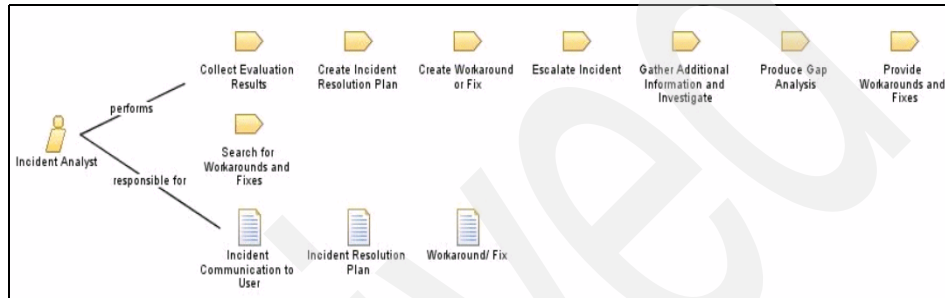 Collect Evaluation
Results
Create Incident
Resolution Plan
Create Workaround
or Fix
Escalate Incident
Gather Additional
Information and
Investigate
Produce Gap
Analysis
Provide
Workarounds and
Fixes
performs
Incident Analyst
Search for
Workarounds and
Fixes
responsible for
Incident
Communication to
User
Incident Resolution
Plan
Workaround/ Fix